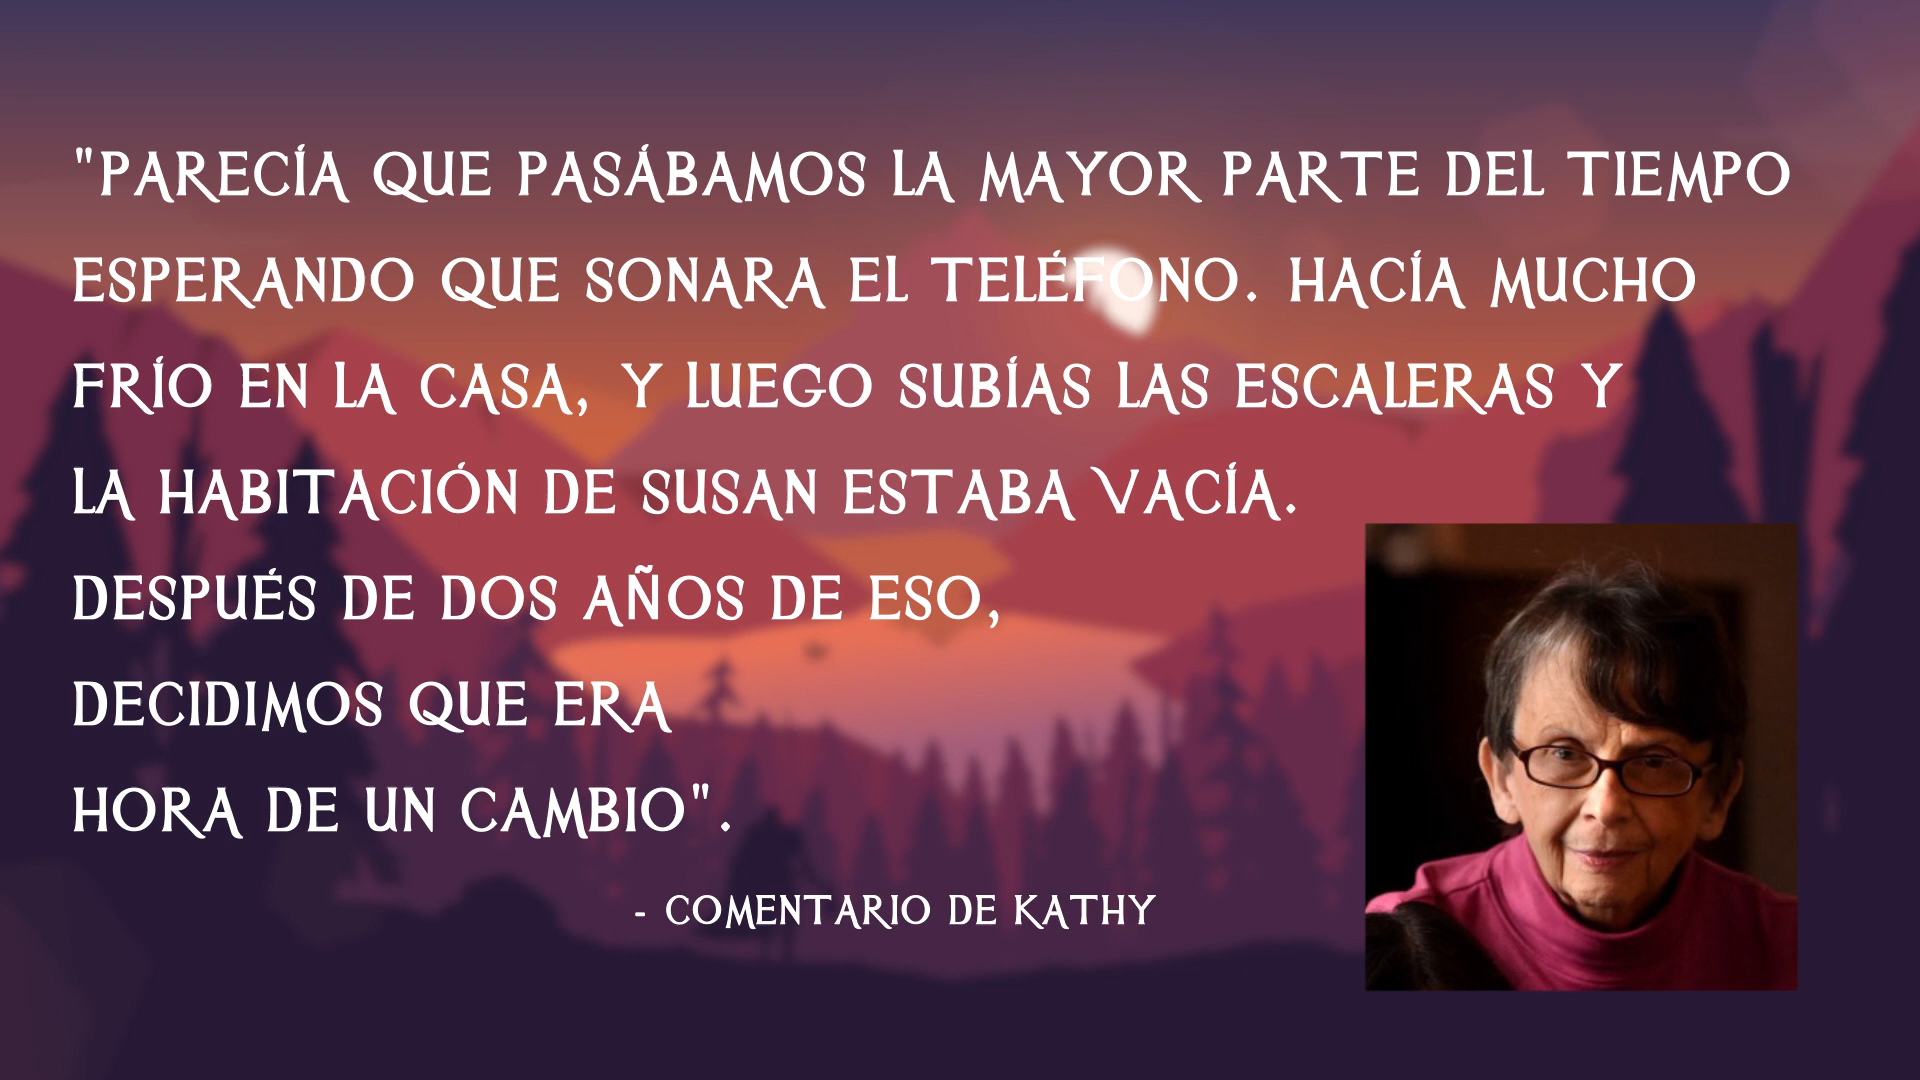 "PARECÍA QUE PASÁBAMOS LA MAYOR PARTE DEL TIEMPO
ESPERANDO QUE SONARA EL TELÉFONO. HACÍA MUCHO
FRÍO EN LA CASA, Y LUEGO SUBÍAS LAS ESCALERAS Y
LA HABITACIÓN DE SUSAN ESTABA VACÍA.
DESPUÉS DE DOS AÑOS DE ESO,
DECIDIMOS QUE ERA
HORA DE UN CAMBIO".
- COMENTARIO DE KATHY